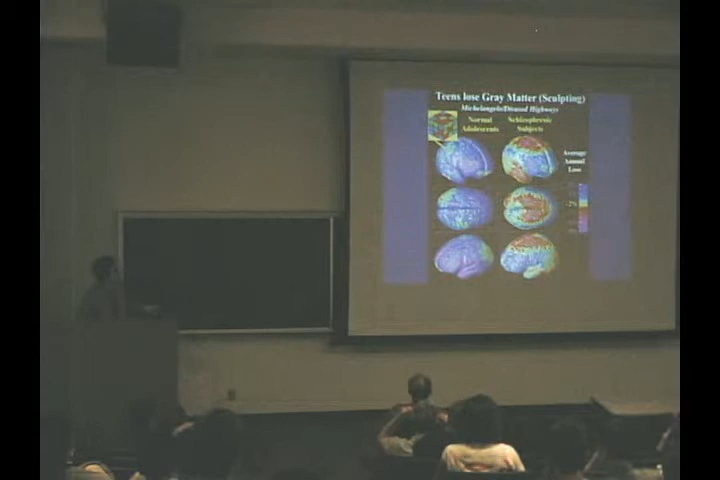 Teens lose Gray Matter (Sculpting)
Michelangelo/Disused Highways
Normal Adolescents
Schizophrenic Subjects
Average
Annual
Loss